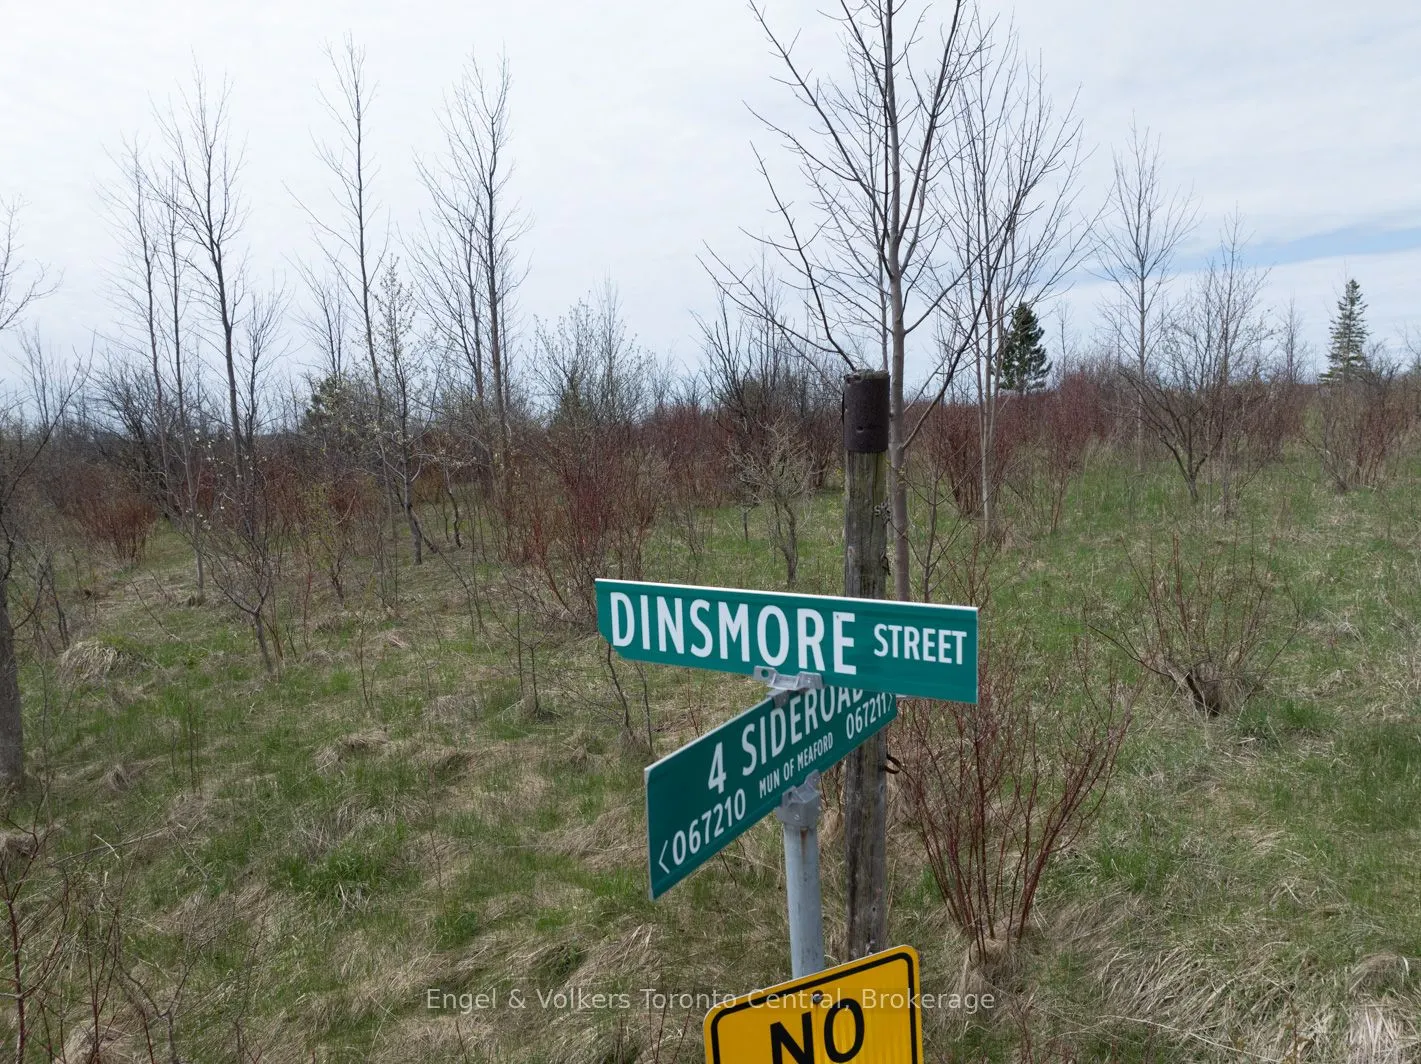 DINSMORE STREET
4 SIDEROAD
MUN OF MEAFORD
<067210
067211>
NO
Engel & Volkers Toronto Central, Brokerage